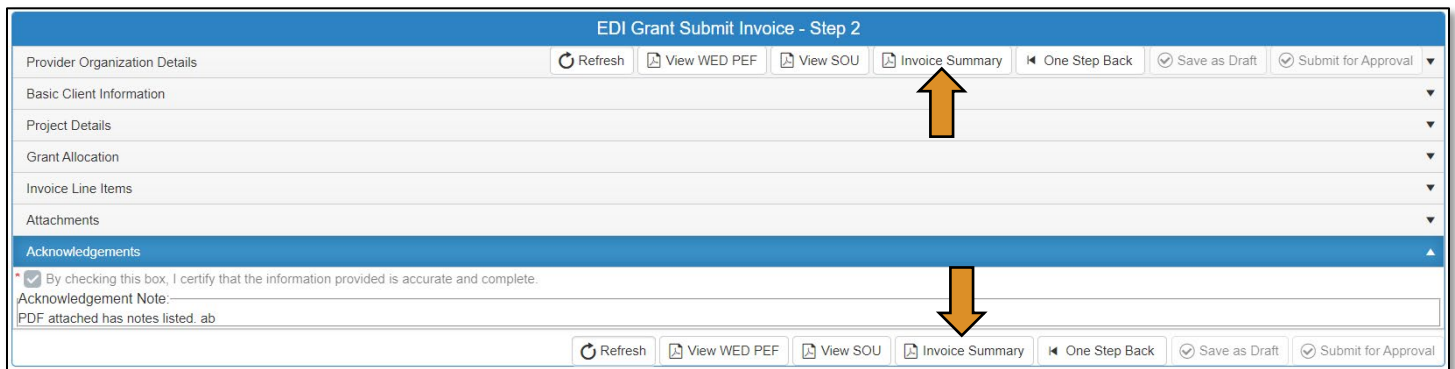 EDI Grant Submit Invoice - Step 2
Provider Organization Details Refresh View WED PEF View SOU Invoice Summary One Step Back Save as Draft Submit for Approval
Basic Client Information
Project Details
Grant Allocation
Invoice Line Items
Attachments
Acknowledgements
* By checking this box, I certify that the information provided is accurate and complete.
Acknowledgement Note:
PDF attached has notes listed. ab
Refresh View WED PEF View SOU Invoice Summary One Step Back Save as Draft Submit for Approval